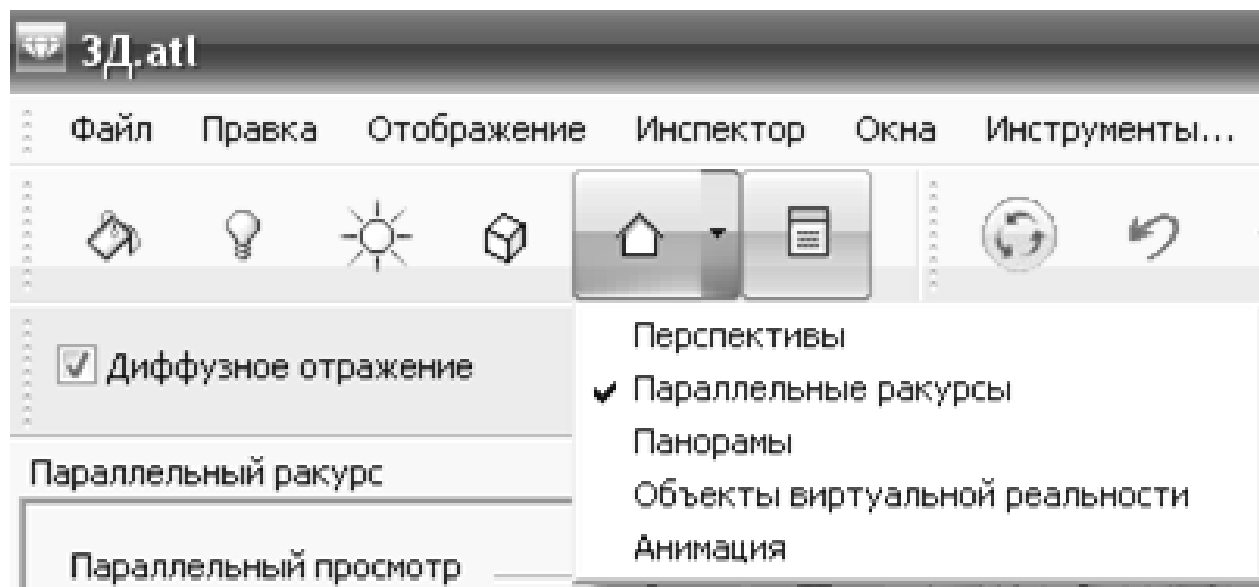 3Д.atl
Файл Правка Отображение Инспектор Окна Инструменты...
Перспективы
Диффузное отражение
Параллельные ракурсы
Панорамы
Параллельный ракурс
Объекты виртуальной реальности
Анимация
Параллельный просмотр